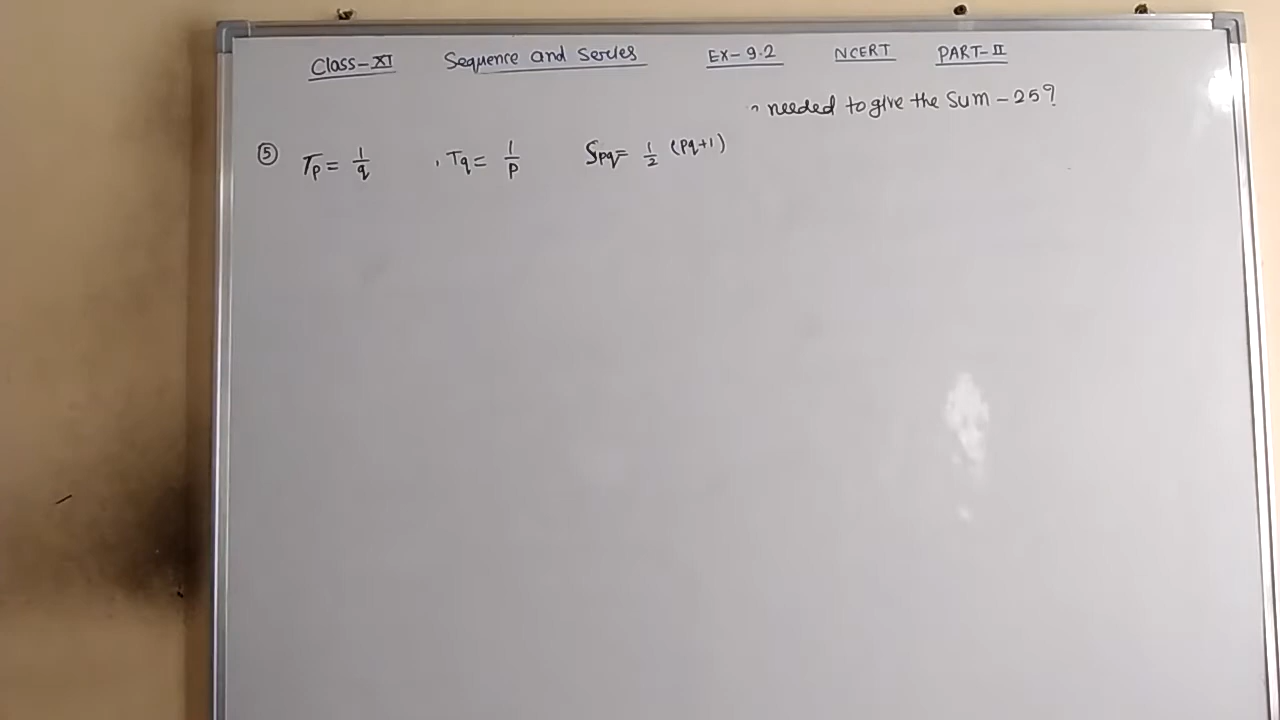 Class-XI Sequence and Series Ex-9.2 NCERT PART-II
needed to give the Sum - 25?
⑤ Tp = 1/q , Tq = 1/p Spq = 1/2 (pq+1)